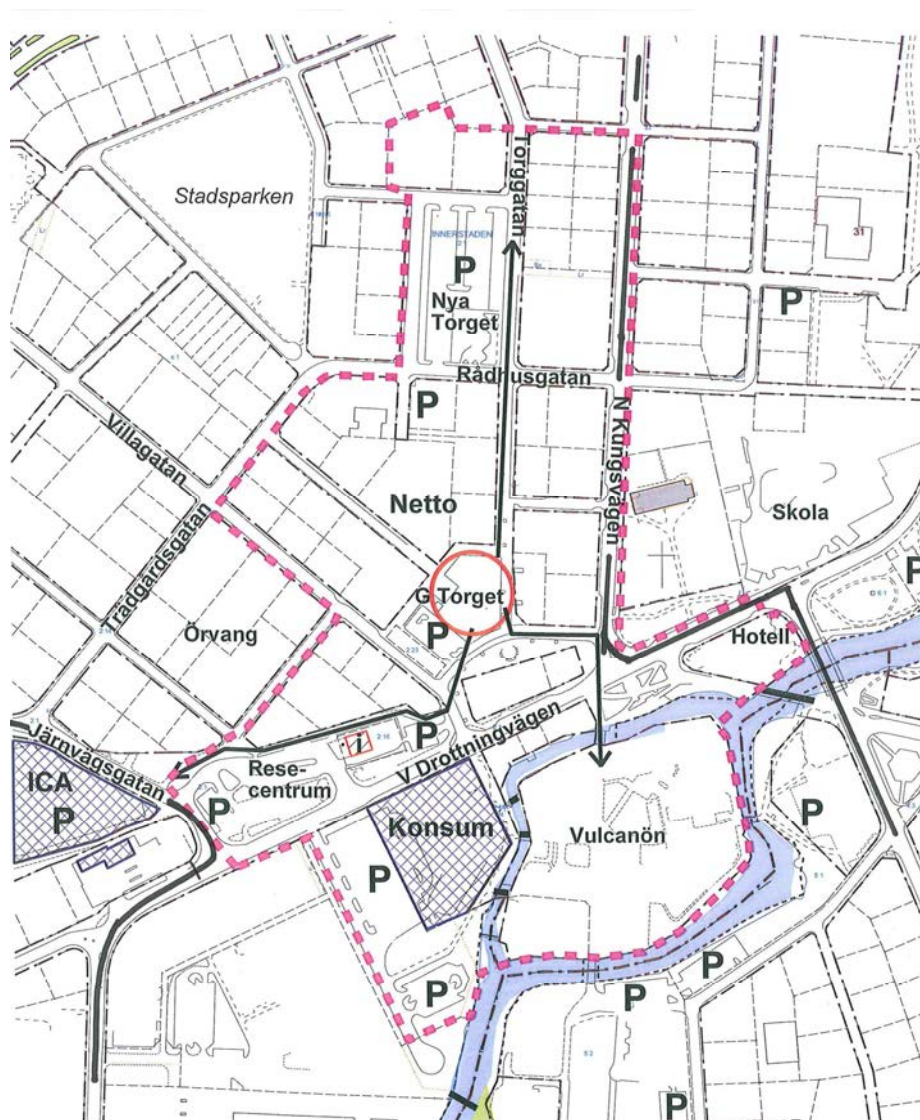 Torggatan
Stadsparken
INNERSTADEN
P
31
Nya
Torget
P
Rådhusgatan
P
N Kungsvägen
Villagatan
Netto
Skola
Trädgårdsgatan
P
G Torget
Örvang
P
Hotell
Järnvägsgatan
i
P
V Drottningvägen
ICA
P
Rese-
centrum
P
Konsum
Vulcanön
P
P
P
P
P
P